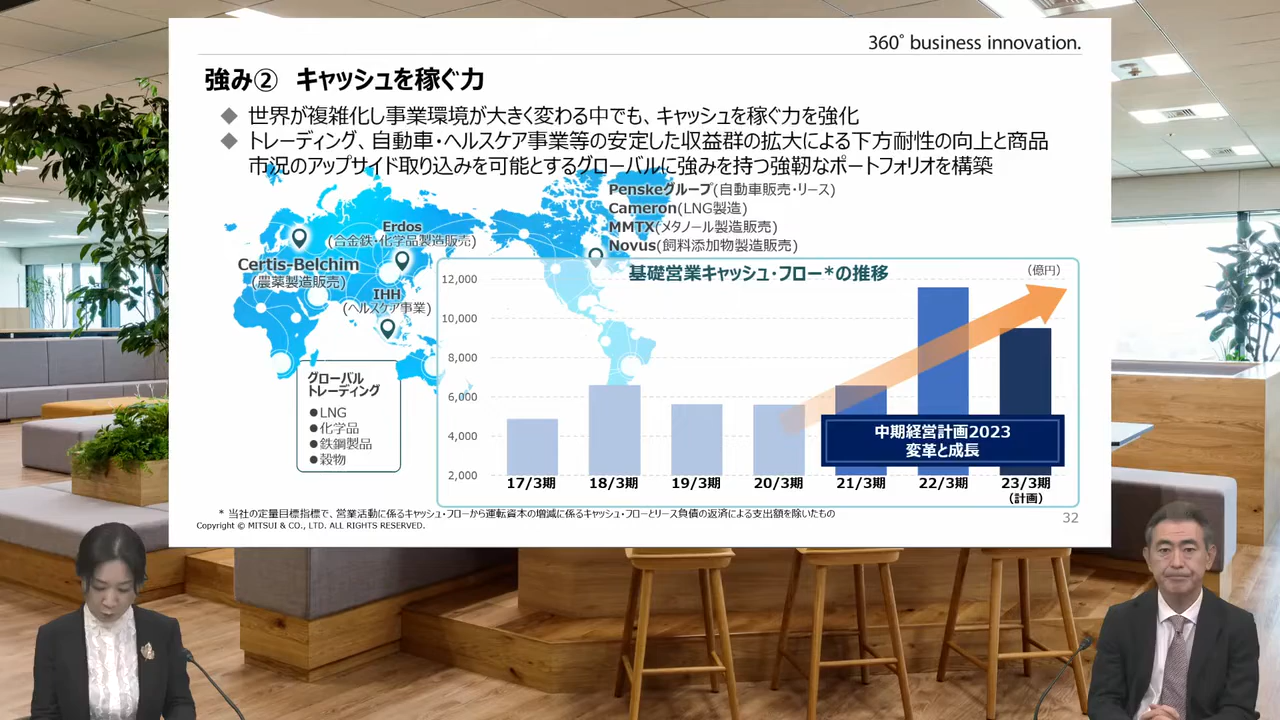 360° business innovation.
強み② キャッシュを稼ぐ力
◆ 世界が複雑化し事業環境が大きく変わる中でも、キャッシュを稼ぐ力を強化
◆ トレーディング、自動車・ヘルスケア事業等の安定した収益群の拡大による下方耐性の向上と商品
市況のアップサイド取り込みを可能とするグローバルに強みを持つ強靭なポートフォリオを構築
Penskeグループ(自動車販売・リース)
Cameron(LNG製造)
MMTX(メタノール製造販売)
Novus(飼料添加物製造販売)
Erdos
(合金鉄・化学品製造販売)
Certis-Belchim
(農薬製造販売)
IHH
(ヘルスケア事業)
グローバル
トレーディング
●LNG
●化学品
●鉄鋼製品
●穀物
基礎営業キャッシュ・フロー*の推移
(億円)
12,000
10,000
8,000
6,000
4,000
2,000
中期経営計画2023
変革と成長
17/3期 18/3期 19/3期 20/3期 21/3期 22/3期 23/3期
(計画)
* 当社の定量目標指標で、営業活動に係るキャッシュ・フローから運転資本の増減に係るキャッシュ・フローとリース負債の返済による支出額を除いたもの
Copyright © MITSUI & CO., LTD. ALL RIGHTS RESERVED.
32